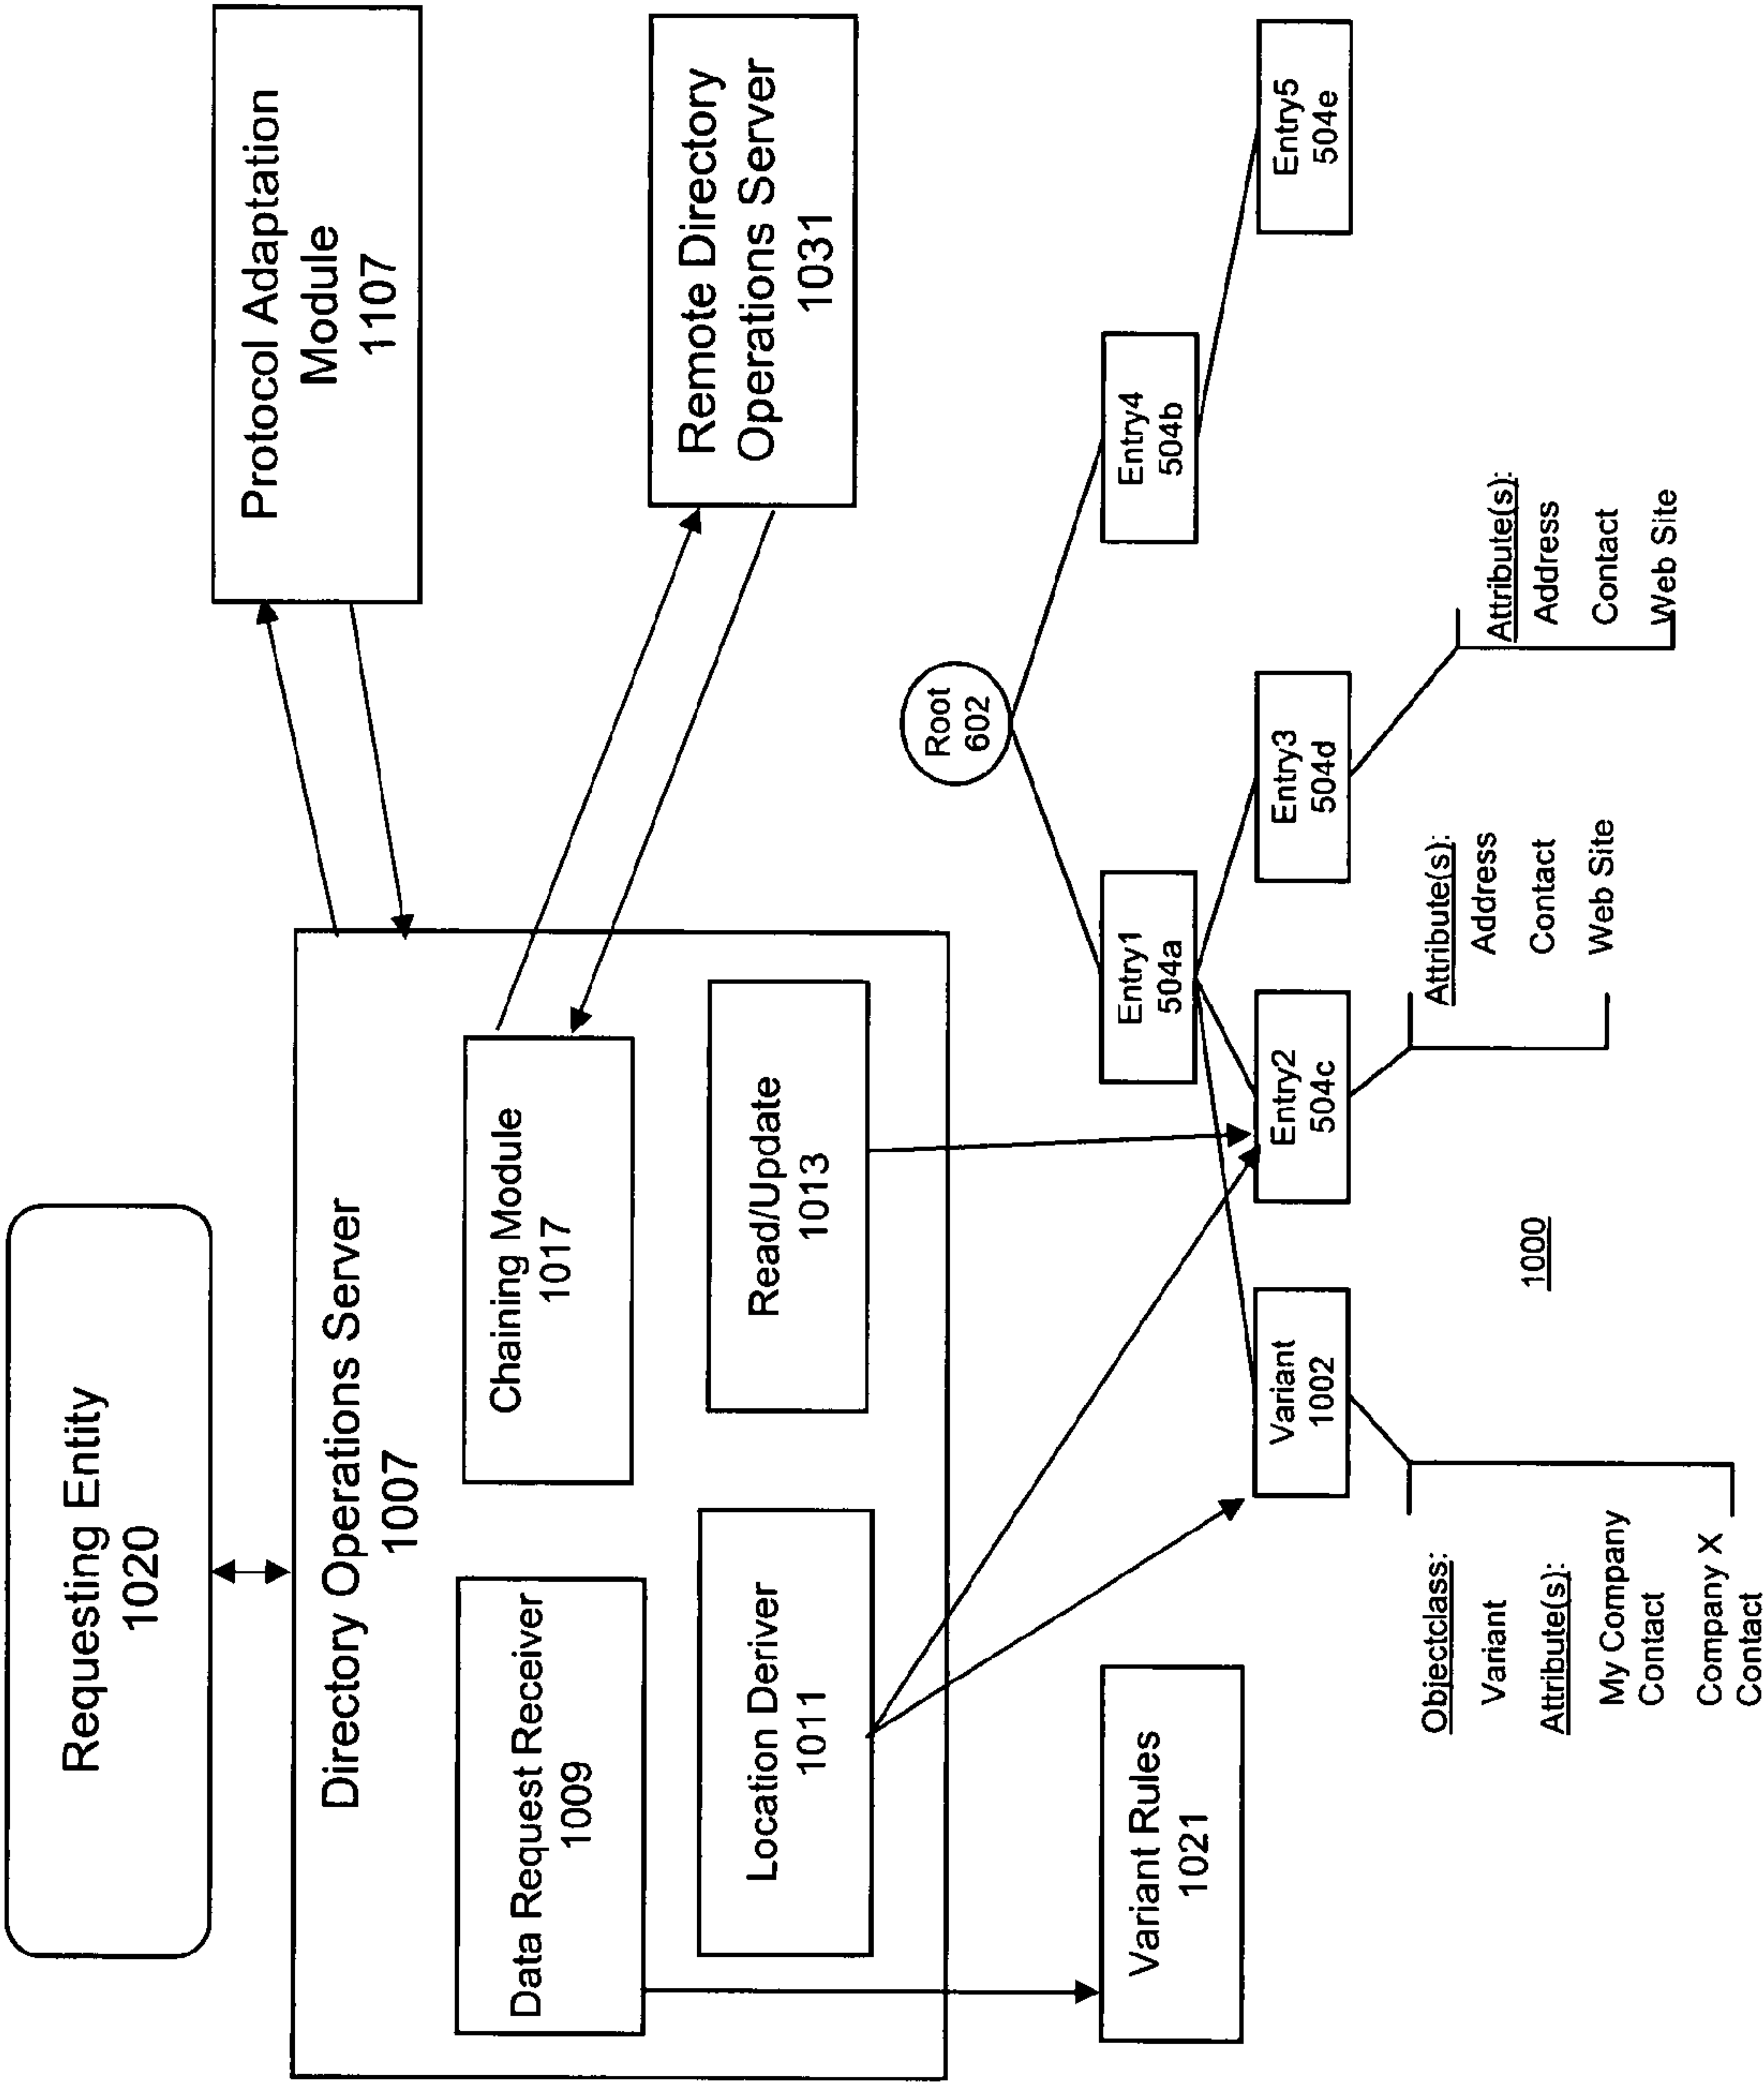 Requesting Entity
1020
Directory Operations Server
1007
Data Request Receiver
1009
Chaining Module
1017
Location Deriver
1011
Read/Update
1013
Protocol Adaptation
Module
1107
Remote Directory
Operations Server
1031
Variant Rules
1021
Root
602
Entry1
504a
Entry4
504b
Variant
1002
Entry2
504c
Entry3
504d
Entry5
504e
Objectclass:
Variant
Attribute(s):
My Company
Contact
Company X
Contact
Attribute(s):
Address
Contact
Web Site
Attribute(s):
Address
Contact
Web Site
1000